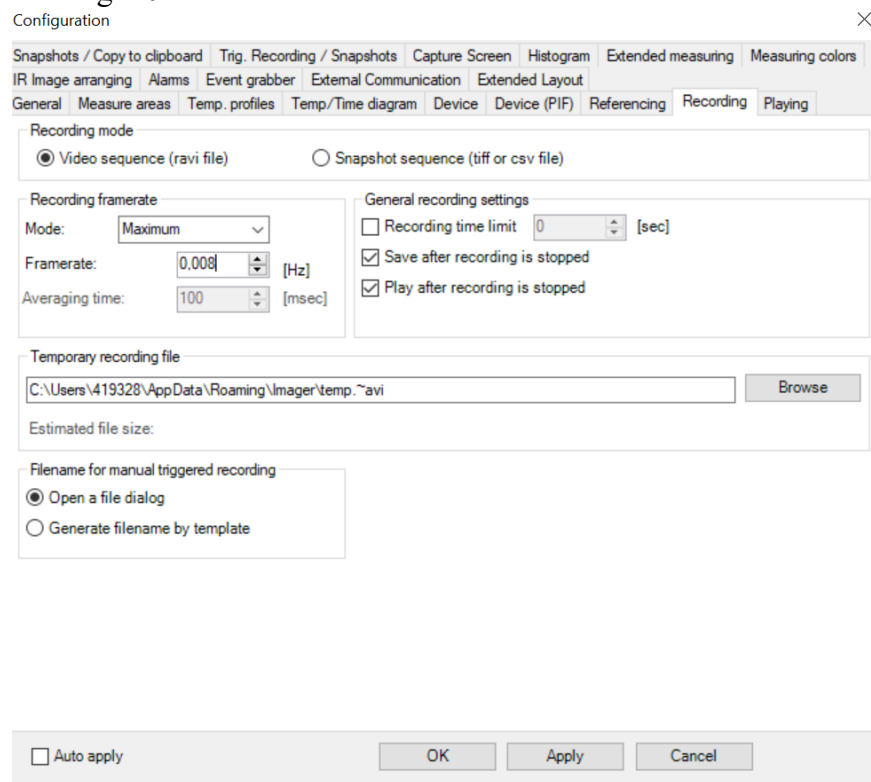 Configuration
Snapshots / Copy to clipboard Trig. Recording / Snapshots Capture Screen Histogram Extended measuring Measuring colors
IR Image arranging Alarms Event grabber External Communication Extended Layout
General Measure areas Temp. profiles Temp/Time diagram Device Device (PIF) Referencing Recording Playing
Recording mode
Video sequence (ravi file) Snapshot sequence (tiff or csv file)
Recording framerate General recording settings
Mode: Maximum Recording time limit 0 [sec]
Framerate: 0,008 [Hz] Save after recording is stopped
Averaging time: 100 [msec] Play after recording is stopped
Temporary recording file
C:\Users\419328\AppData\Roaming\Imager\temp.~avi Browse
Estimated file size:
Filename for manual triggered recording
Open a file dialog
Generate filename by template
Auto apply OK Apply Cancel